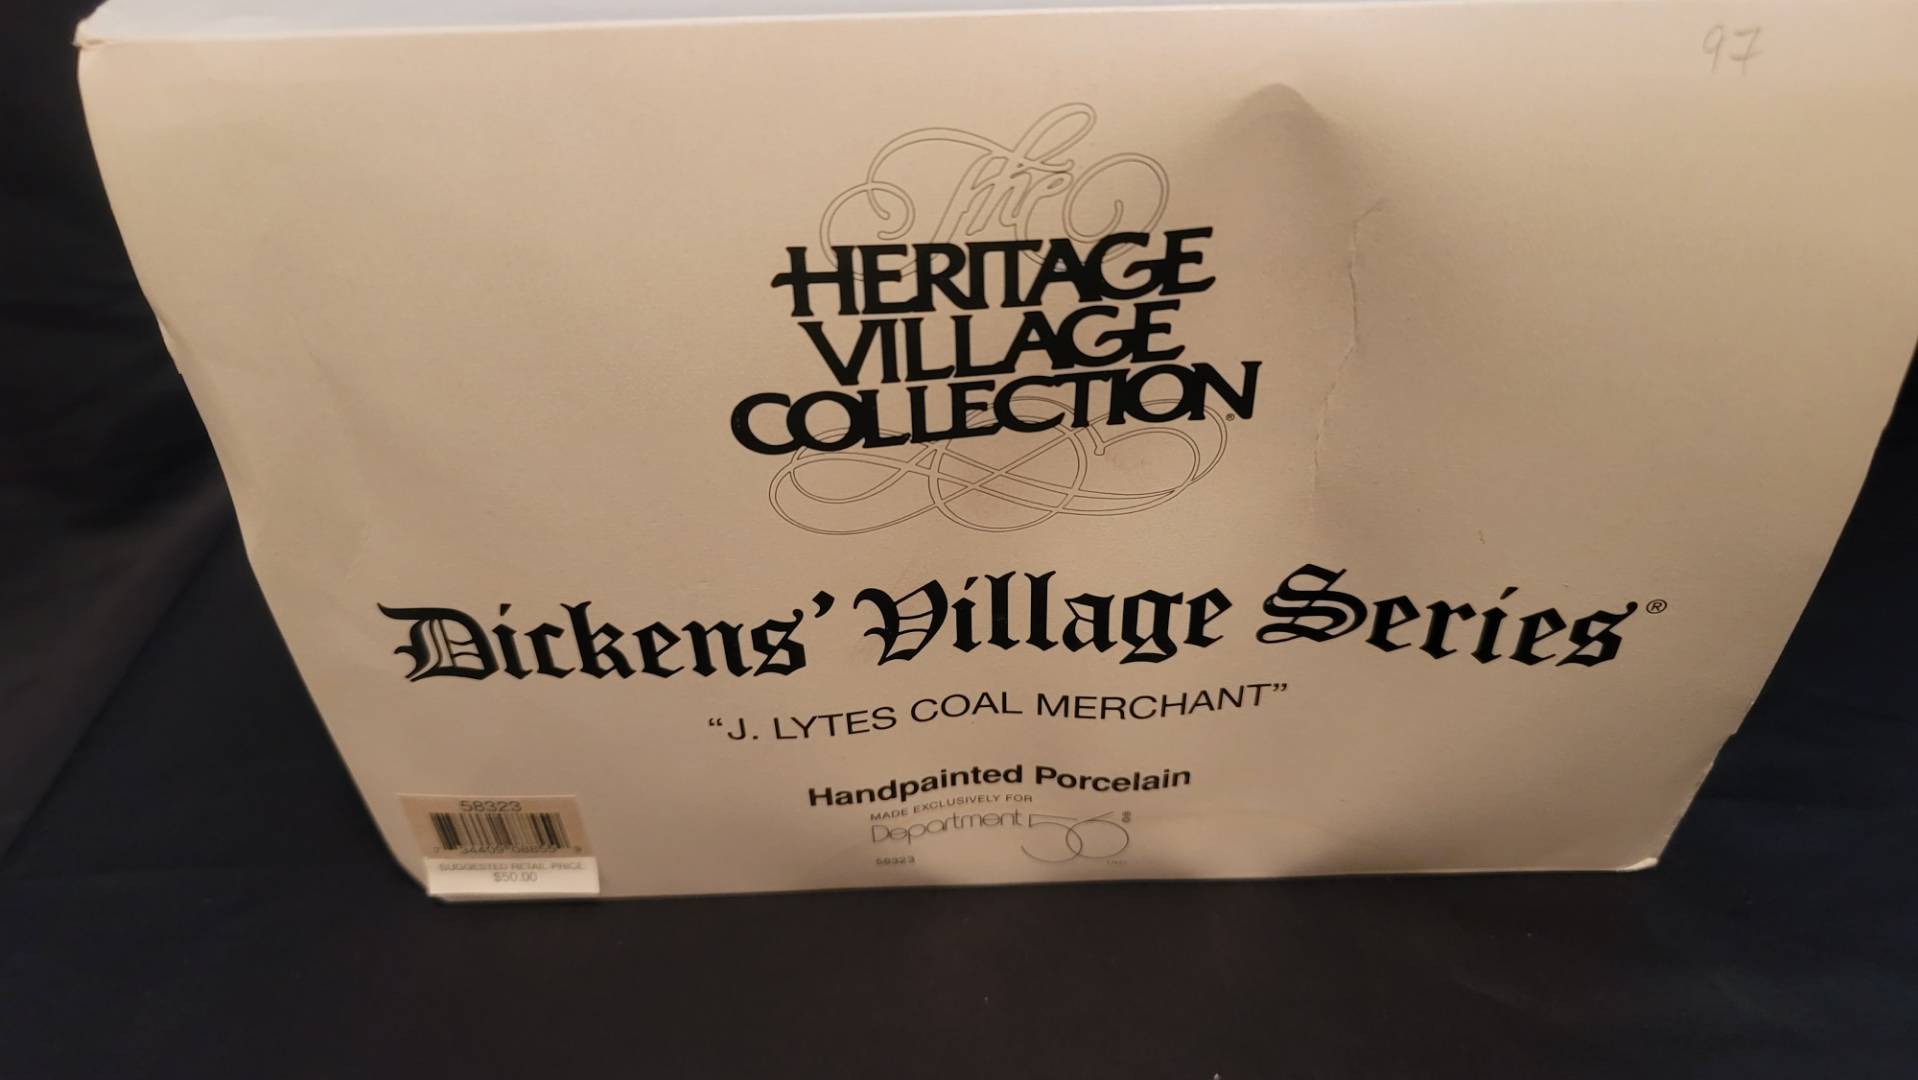 97
The
HERITAGE
VILLAGE
COLLECTION®
Dickens' Village Series®
“J. LYTES COAL MERCHANT”
Handpainted Porcelain
MADE EXCLUSIVELY FOR
Department 56®
58323
58323
SUGGESTED RETAIL PRICE
$50.00